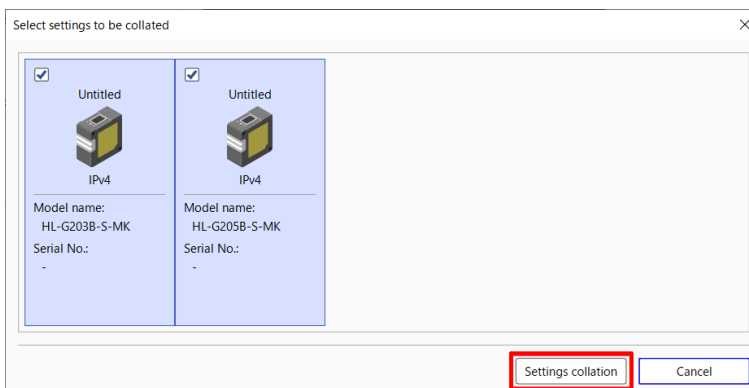 Select settings to be collated
Untitled
IPv4
Model name:
HL-G203B-S-MK
Serial No.:
-
Untitled
IPv4
Model name:
HL-G205B-S-MK
Serial No.:
-
Settings collation
Cancel